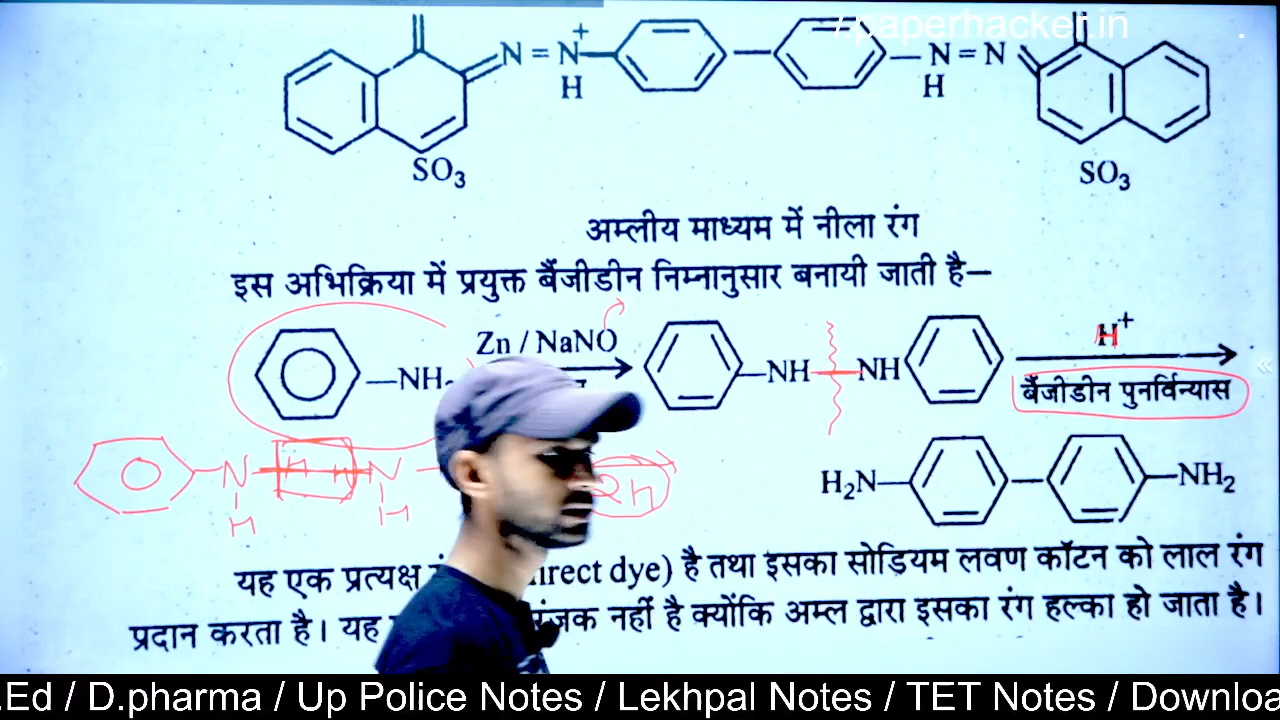 .paperhacker.in
N = N+ N = N
H H
SO3 SO3
अम्लीय माध्यम में नीला रंग
इस अभिक्रिया में प्रयुक्त बैंजीडीन निम्नानुसार बनायी जाती है–
Zn / NaNO H+
–NH2 –NH NH
बैंजीडीन पुनर्विन्यास
N H H N 2H
H H
H2N– –NH2
यह एक प्रत्यक्ष irect dye) है तथा इसका सोडियम लवण कॉटन को लाल रंग
प्रदान करता है। यह रंजक नहीं है क्योंकि अम्ल द्वारा इसका रंग हल्का हो जाता है।
.Ed / D.pharma / Up Police Notes / Lekhpal Notes / TET Notes / Downloa